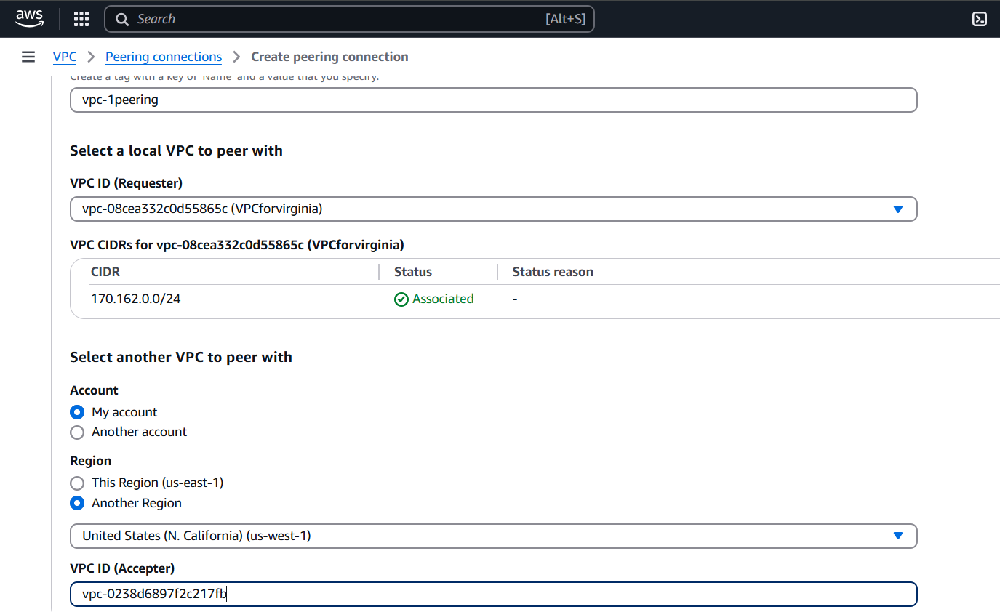 aws
Search [Alt+S]
VPC > Peering connections > Create peering connection
Create a tag with a key of 'Name' and a value that you specify.
vpc-1peering
Select a local VPC to peer with
VPC ID (Requester)
vpc-08cea332c0d55865c (VPCforvirginia)
VPC CIDRs for vpc-08cea332c0d55865c (VPCforvirginia)
CIDR Status Status reason
170.162.0.0/24 Associated -
Select another VPC to peer with
Account
My account
Another account
Region
This Region (us-east-1)
Another Region
United States (N. California) (us-west-1)
VPC ID (Accepter)
vpc-0238d6897f2c217fb